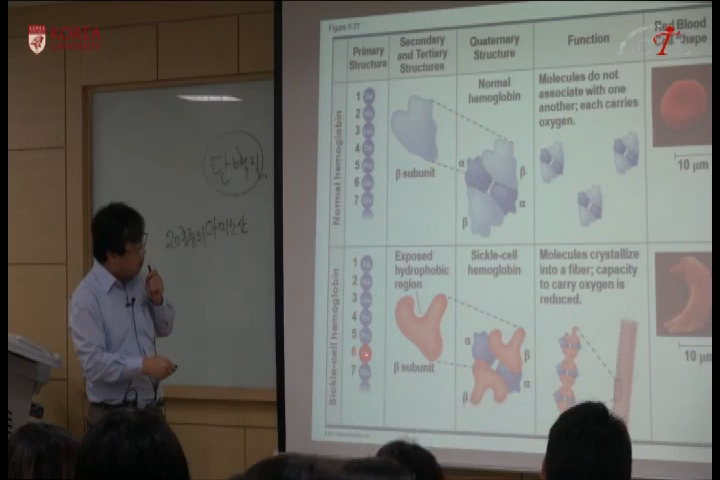 KOREA
Figure 5.21
Primary
Structure
Secondary
and Tertiary
Structures
Quaternary
Structure
Function
Red Blood
Cell Shape
Normal hemoglobin
1
2
3
4
5
6
7
β subunit
Normal
hemoglobin
α
β
β
α
Molecules do not
associate with one
another; each carries
oxygen.
10 μm
Sickle-cell hemoglobin
1
2
3
4
5
6
7
Exposed
hydrophobic
region
β subunit
Sickle-cell
hemoglobin
α
β
β
α
Molecules crystallize
into a fiber; capacity
to carry oxygen is
reduced.
10 μm
단백질
20종류의 아미노산